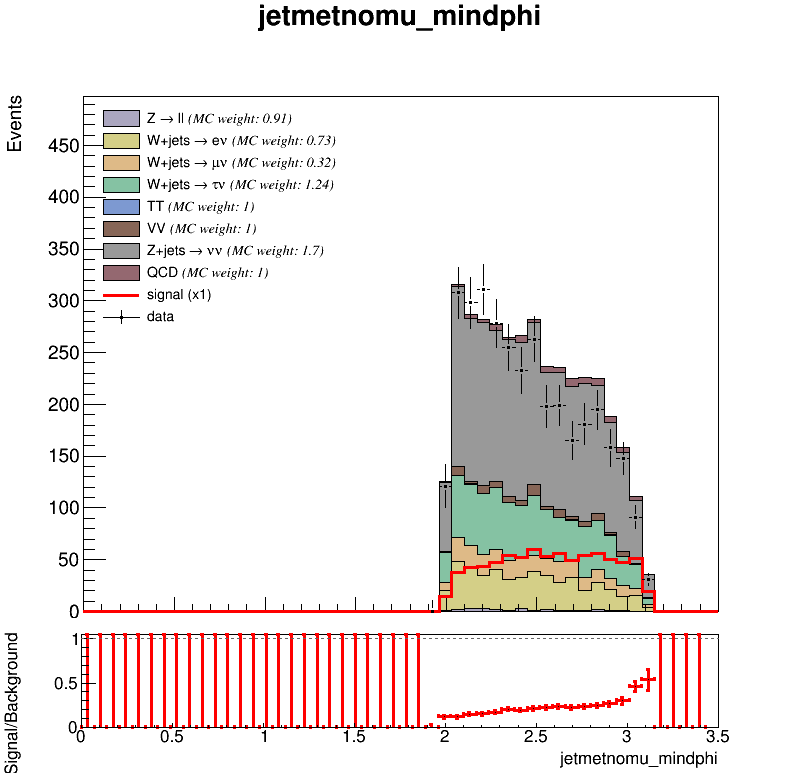 jetmetnomu_mindphi
Events
450
400
350
300
250
200
150
100
50
0
Z → ll (MC weight: 0.91)
W+jets → eν (MC weight: 0.73)
W+jets → μν (MC weight: 0.32)
W+jets → τν (MC weight: 1.24)
TT (MC weight: 1)
VV (MC weight: 1)
Z+jets → νν (MC weight: 1.7)
QCD (MC weight: 1)
signal (x1)
data
Signal/Background
1
0.5
0
0 0.5 1 1.5 2 2.5 3 3.5
jetmetnomu_mindphi